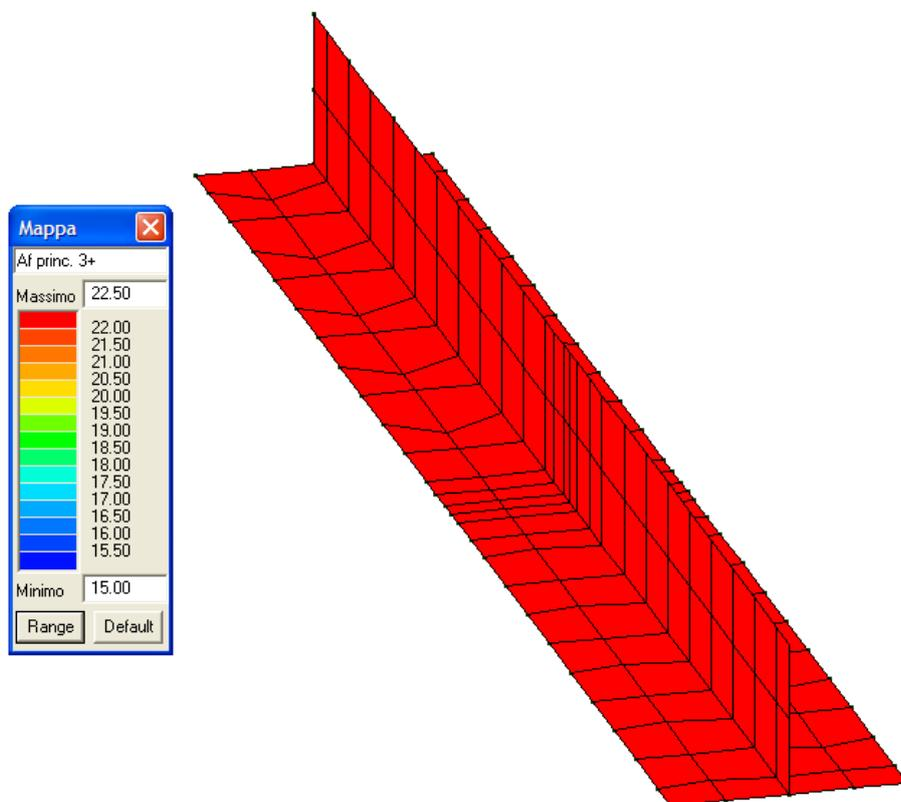 Mappa
Af princ. 3+
Massimo 22.50
22.00
21.50
21.00
20.50
20.00
19.50
19.00
18.50
18.00
17.50
17.00
16.50
16.00
15.50
Minimo 15.00
Range Default